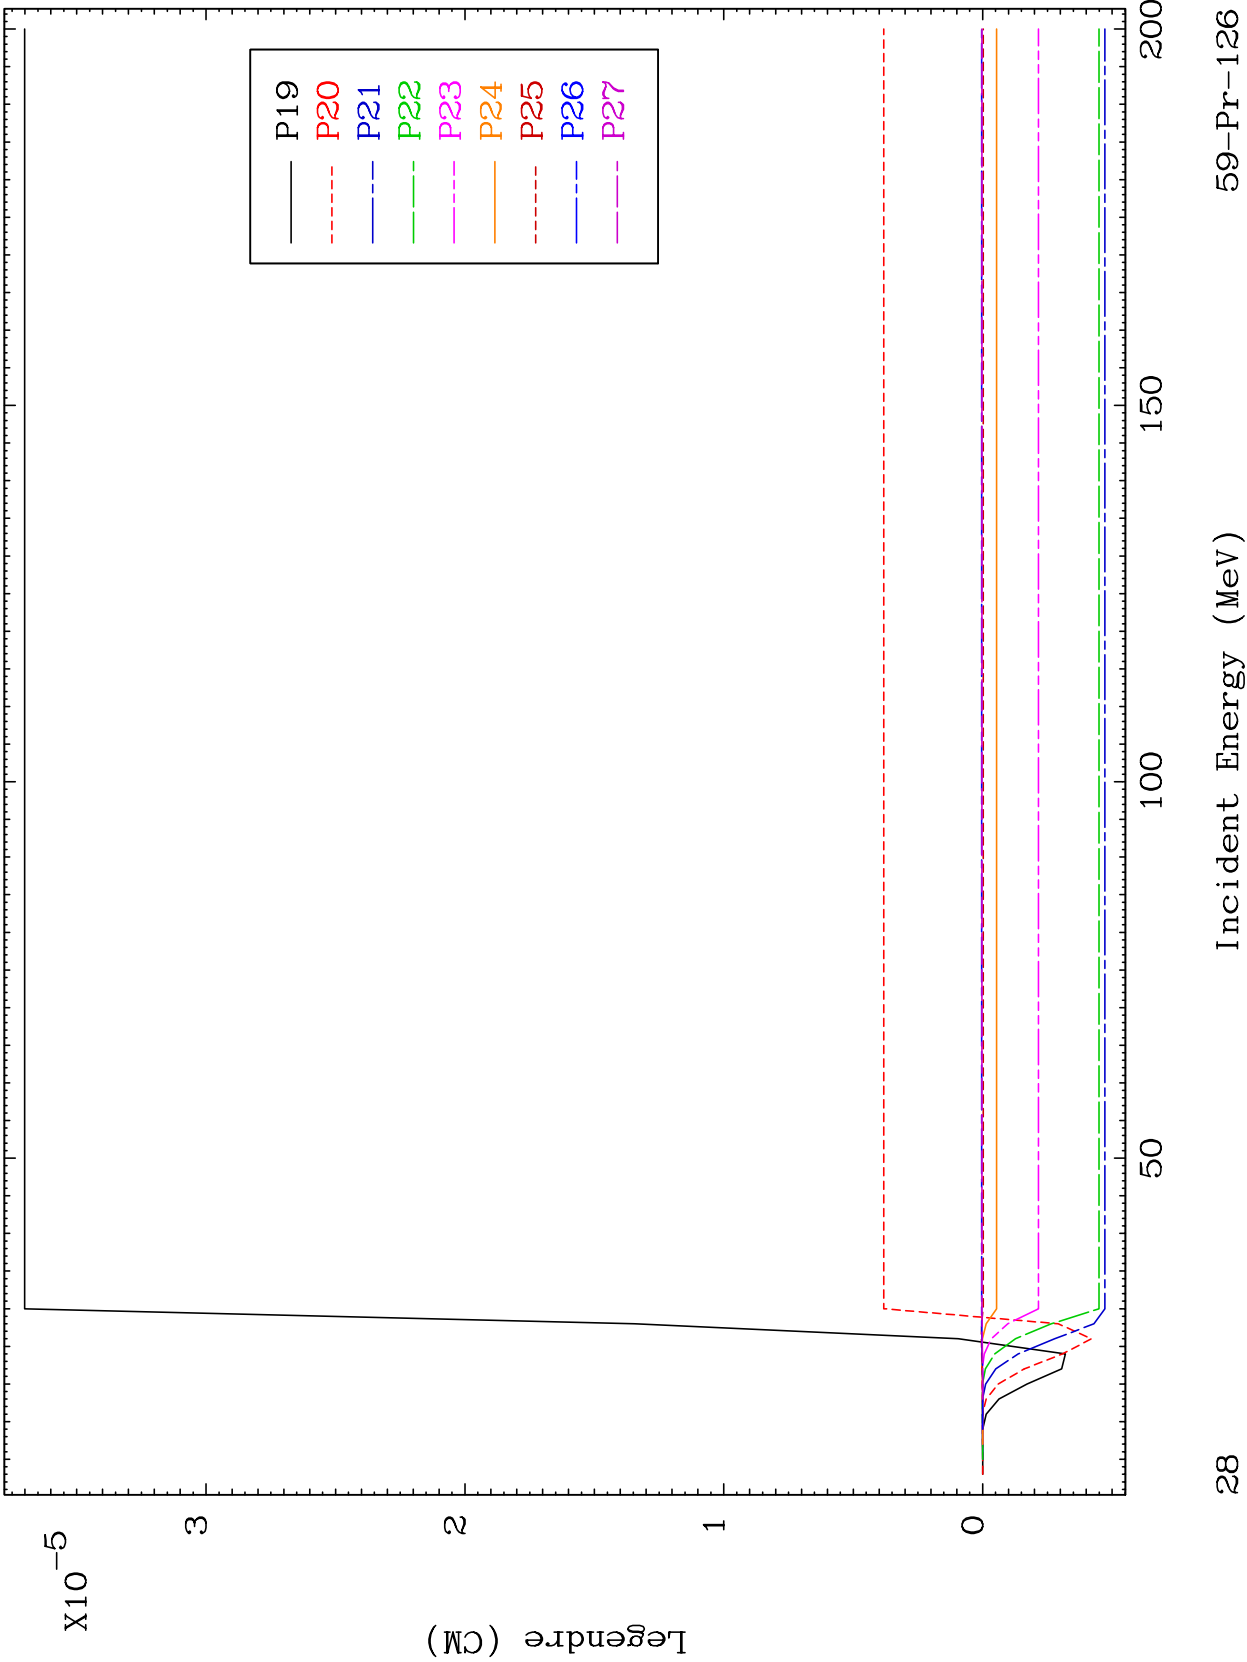 X10-5
Legendre (CM)
3
2
1
0
P19
P20
P21
P22
P23
P24
P25
P26
P27
50
100
150
200
Incident Energy (MeV)
28
59-Pr-126